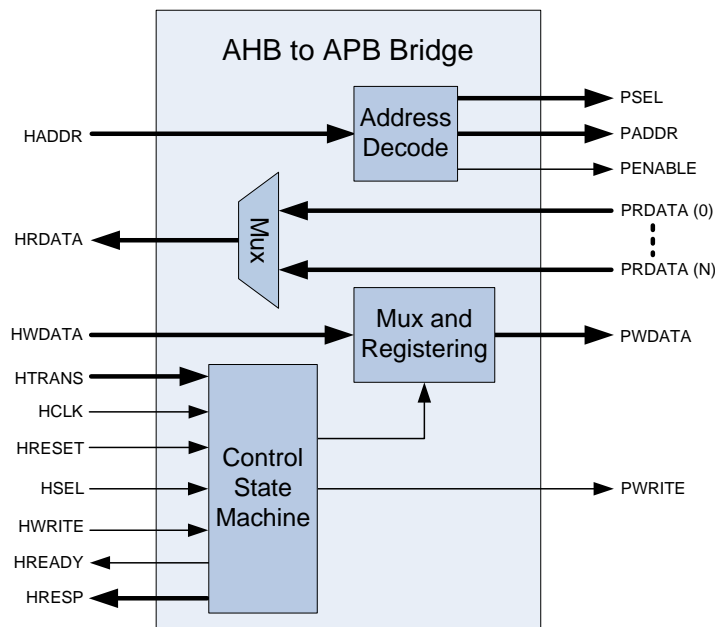 AHB to APB Bridge
Address
Decode
PSEL
HADDR
PADDR
PENABLE
Mux
PRDATA (0)
HRDATA
PRDATA (N)
Mux and
Registering
HWDATA
PWDATA
HTRANS
HCLK
HRESET
Control
State
Machine
HSEL
PWRITE
HWRITE
HREADY
HRESP